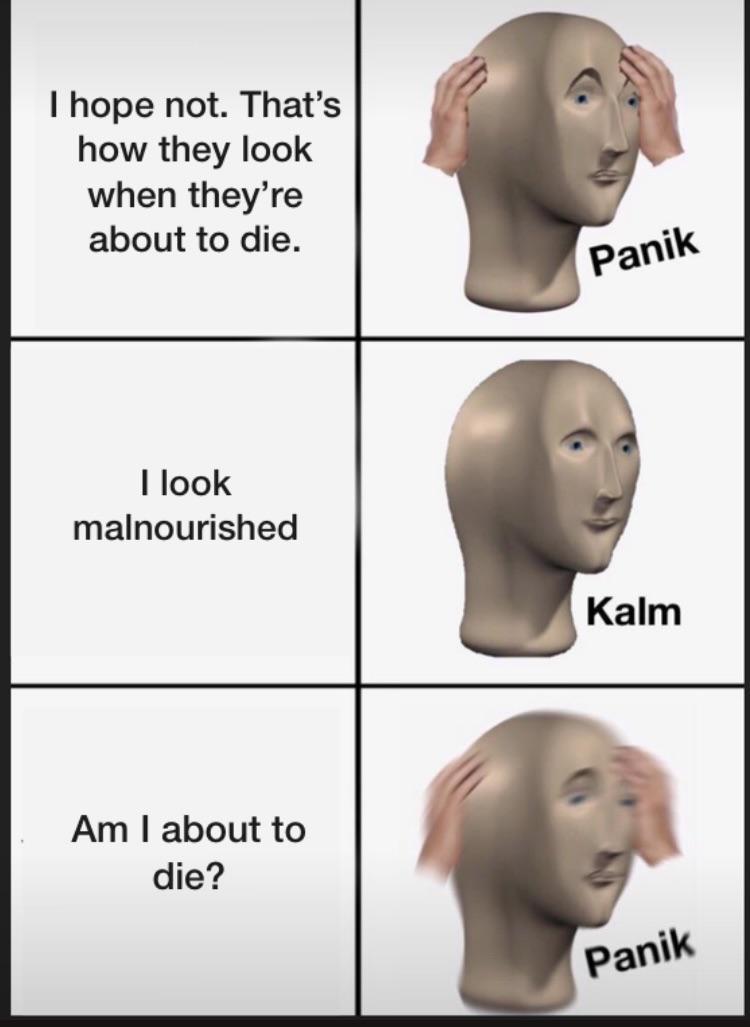 I hope not. That’s
how they look
when they’re
about to die.
Panik
I look
malnourished
Kalm
Am I about to
die?
Panik